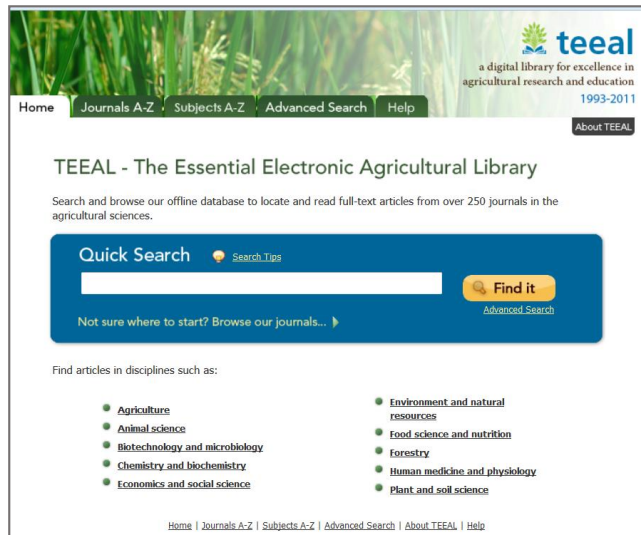 teeal
a digital library for excellence in
agricultural research and education
1993-2011
Home Journals A-Z Subjects A-Z Advanced Search Help
About TEEAL
TEEAL - The Essential Electronic Agricultural Library
Search and browse our offline database to locate and read full-text articles from over 250 journals in the
agricultural sciences.
Quick Search Search Tips
Find it
Advanced Search
Not sure where to start? Browse our journals...
Find articles in disciplines such as:
Agriculture
Animal science
Biotechnology and microbiology
Chemistry and biochemistry
Economics and social science
Environment and natural
resources
Food science and nutrition
Forestry
Human medicine and physiology
Plant and soil science
Home | Journals A-Z | Subjects A-Z | Advanced Search | About TEEAL | Help